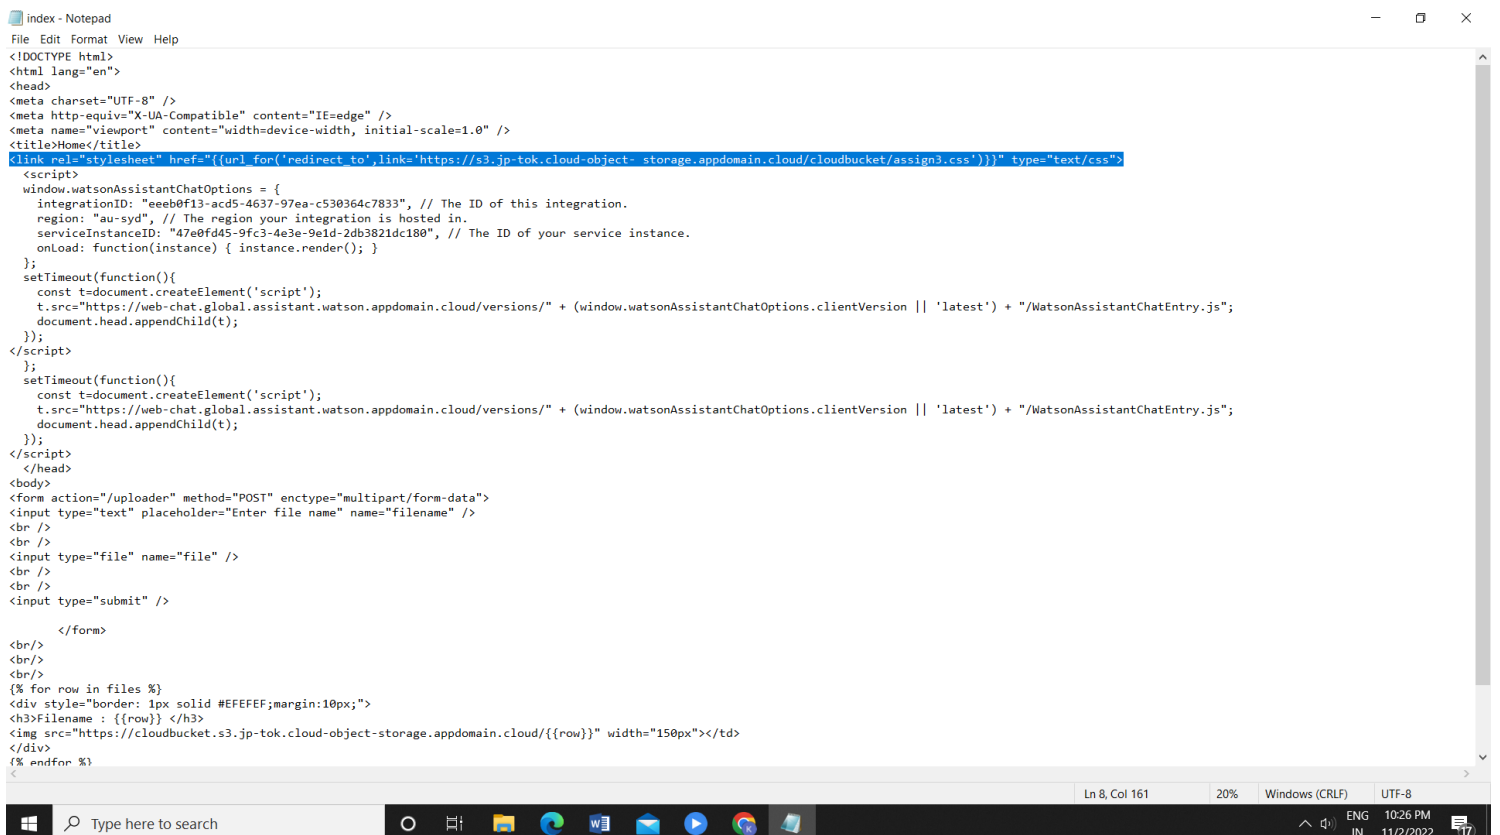 index - Notepad
File Edit Format View Help
<!DOCTYPE html>
<html lang="en">
<head>
<meta charset="UTF-8" />
<meta http-equiv="X-UA-Compatible" content="IE=edge" />
<meta name="viewport" content="width=device-width, initial-scale=1.0" />
<title>Home</title>
<link rel="stylesheet" href="{{url_for('redirect_to',link='https://s3.jp-tok.cloud-object- storage.appdomain.cloud/cloudbucket/assign3.css')}}" type="text/css">
  <script>
  window.watsonAssistantChatOptions = {
    integrationID: "eeeb0f13-acd5-4637-97ea-c530364c7833", // The ID of this integration.
    region: "au-syd", // The region your integration is hosted in.
    serviceInstanceID: "47e0fd45-9fc3-4e3e-9e1d-2db3821dc180", // The ID of your service instance.
    onLoad: function(instance) { instance.render(); }
  };
  setTimeout(function(){
    const t=document.createElement('script');
    t.src="https://web-chat.global.assistant.watson.appdomain.cloud/versions/" + (window.watsonAssistantChatOptions.clientVersion || 'latest') + "/WatsonAssistantChatEntry.js";
    document.head.appendChild(t);
  });
</script>
  };
  setTimeout(function(){
    const t=document.createElement('script');
    t.src="https://web-chat.global.assistant.watson.appdomain.cloud/versions/" + (window.watsonAssistantChatOptions.clientVersion || 'latest') + "/WatsonAssistantChatEntry.js";
    document.head.appendChild(t);
  });
</script>
  </head>
<body>
<form action="/uploader" method="POST" enctype="multipart/form-data">
<input type="text" placeholder="Enter file name" name="filename" />
<br />
<br />
<input type="file" name="file" />
<br />
<br />
<input type="submit" />
       </form>
<br/>
<br/>
<br/>
{% for row in files %}
<div style="border: 1px solid #EFEFEF;margin:10px;">
<h3>Filename : {{row}} </h3>
<img src="https://cloudbucket.s3.jp-tok.cloud-object-storage.appdomain.cloud/{{row}}" width="150px"></td>
</div>
{% endfor %}
Ln 8, Col 161 20% Windows (CRLF) UTF-8
Type here to search
ENG 10:26 PM
IN 11/2/2022 17